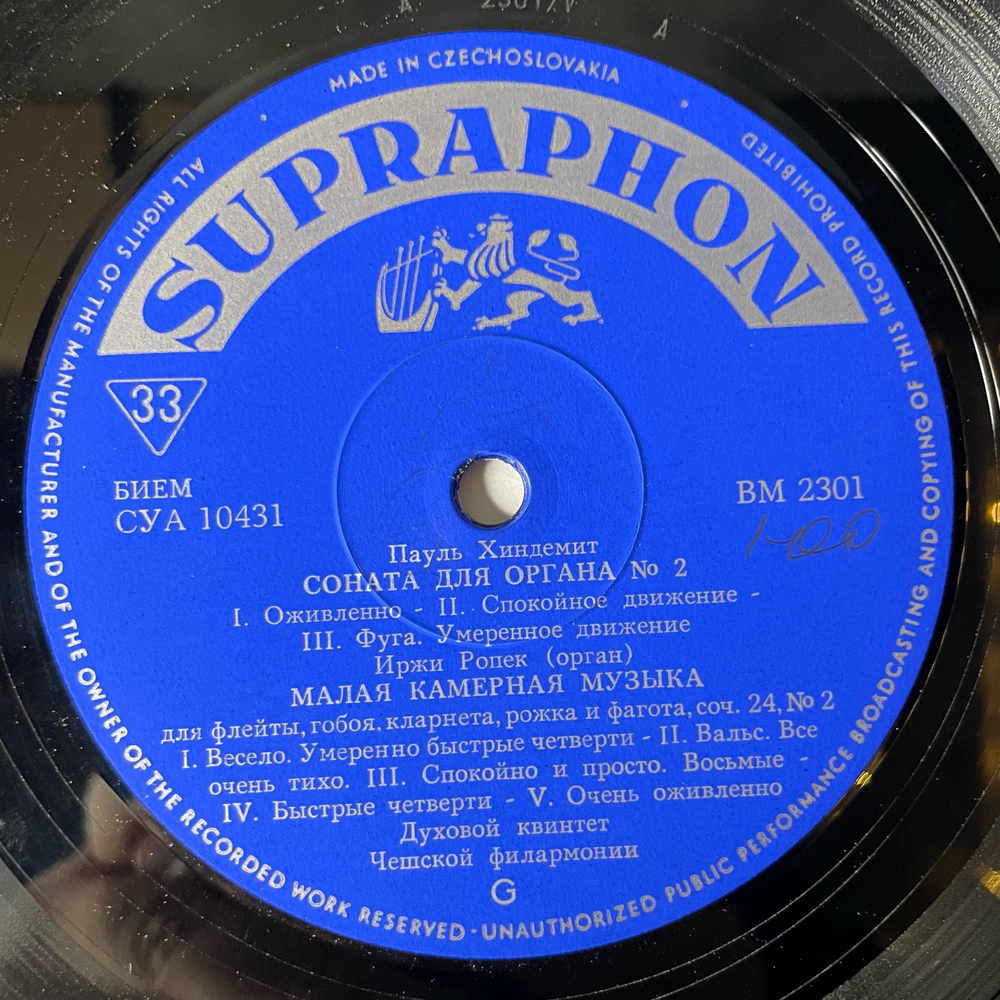 MADE IN CZECHOSLOVAKIA
SUPRAPHON
ALL RIGHTS OF THE MANUFACTURER AND OF THE OWNER OF THE RECORDED WORK RESERVED · UNAUTHORIZED PUBLIC PERFORMANCE BROADCASTING AND COPYING OF THIS RECORD PROHIBITED
33
БИЕМ
СУА 10431
ВМ 2301
1-00
Пауль Хиндемит
СОНАТА ДЛЯ ОРГАНА № 2
I. Оживленно - II. Спокойное движение -
III. Фуга. Умеренное движение
Иржи Ропек (орган)
МАЛАЯ КАМЕРНАЯ МУЗЫКА
для флейты, гобоя, кларнета, рожка и фагота, соч. 24, № 2
I. Весело. Умеренно быстрые четверти - II. Вальс. Все
очень тихо. III. Спокойно и просто. Восьмые -
IV. Быстрые четверти - V. Очень оживленно
Духовой квинтет
Чешской филармонии
G